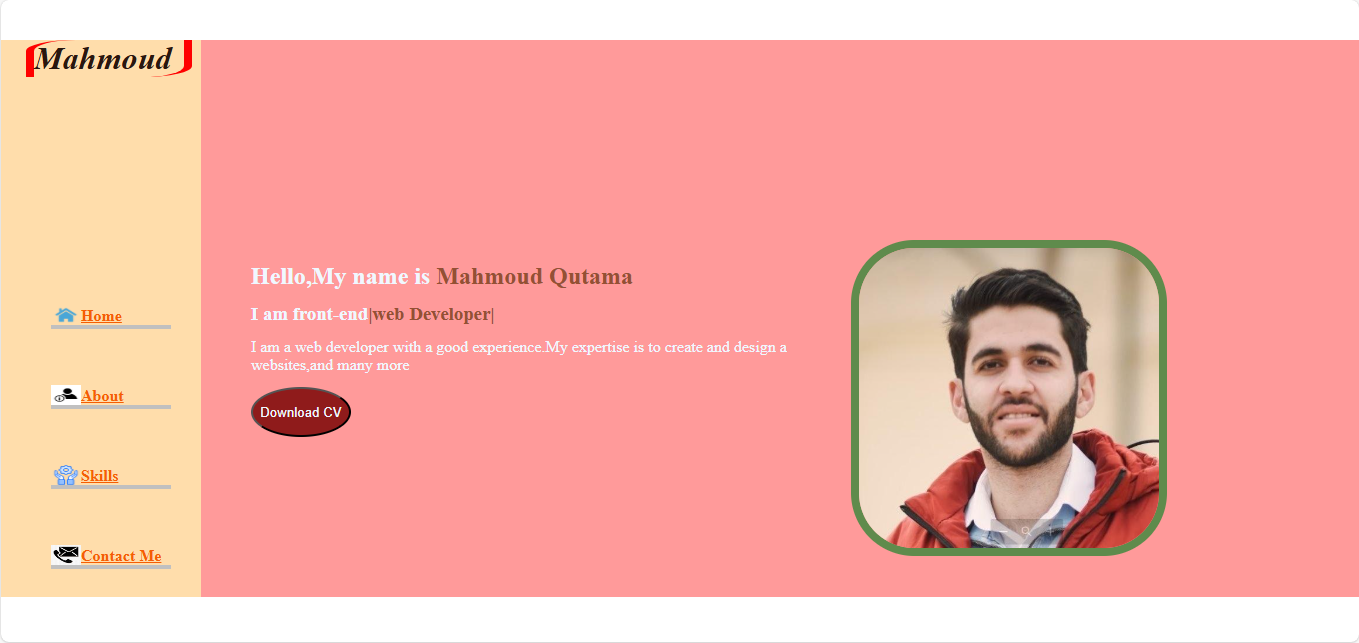 Mahmoud
Home
About
Skills
Contact Me
Hello,My name is Mahmoud Qutama
I am front-end|web Developer|
I am a web developer with a good experience.My expertise is to create and design a
websites,and many more
Download CV